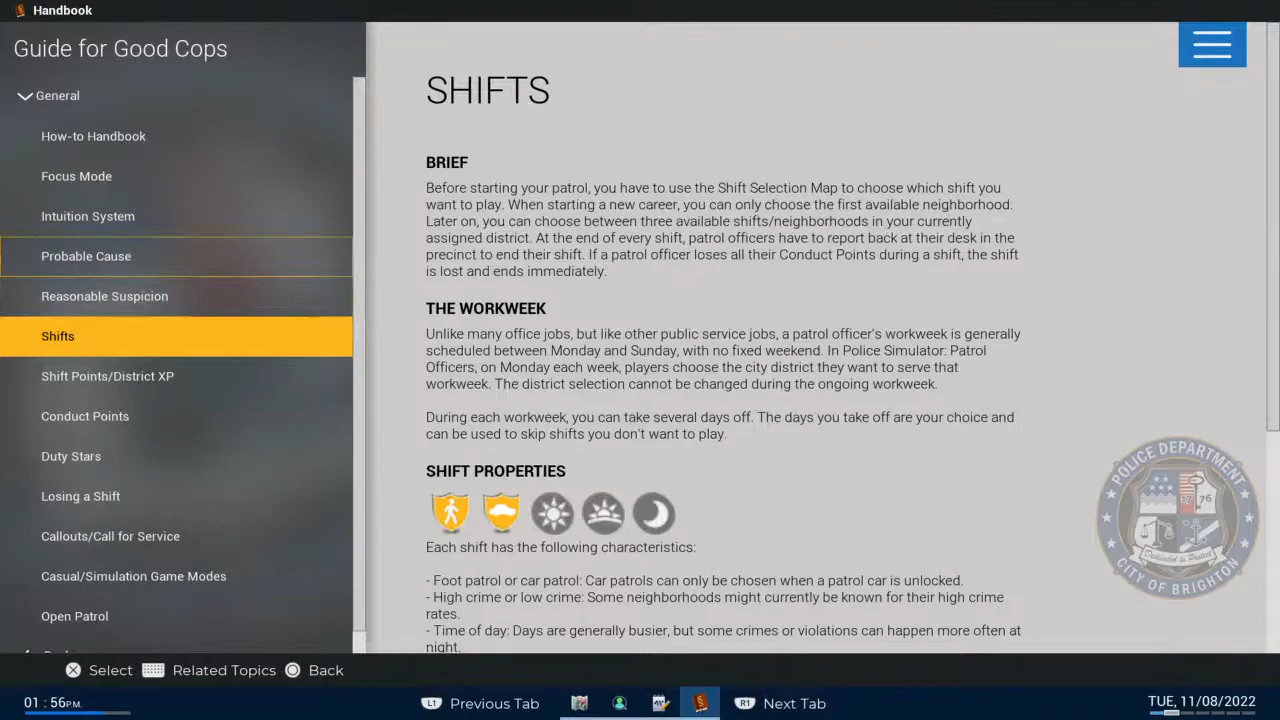 Handbook
Guide for Good Cops
General
How-to Handbook
Focus Mode
Intuition System
Probable Cause
Reasonable Suspicion
Shifts
Shift Points/District XP
Conduct Points
Duty Stars
Losing a Shift
Callouts/Call for Service
Casual/Simulation Game Modes
Open Patrol
SHIFTS
BRIEF
Before starting your patrol, you have to use the Shift Selection Map to choose which shift you
want to play. When starting a new career, you can only choose the first available neighborhood.
Later on, you can choose between three available shifts/neighborhoods in your currently
assigned district. At the end of every shift, patrol officers have to report back at their desk in the
precinct to end their shift. If a patrol officer loses all their Conduct Points during a shift, the shift
is lost and ends immediately.
THE WORKWEEK
Unlike many office jobs, but like other public service jobs, a patrol officer's workweek is generally
scheduled between Monday and Sunday, with no fixed weekend. In Police Simulator: Patrol
Officers, on Monday each week, players choose the city district they want to serve that
workweek. The district selection cannot be changed during the ongoing workweek.
During each workweek, you can take several days off. The days you take off are your choice and
can be used to skip shifts you don't want to play.
SHIFT PROPERTIES
Each shift has the following characteristics:
- Foot patrol or car patrol: Car patrols can only be chosen when a patrol car is unlocked.
- High crime or low crime: Some neighborhoods might currently be known for their high crime
rates.
- Time of day: Days are generally busier, but some crimes or violations can happen more often at
night.
POLICE DEPARTMENT
17 76
Dedicated to Protect
CITY OF BRIGHTON
Select Related Topics Back
01 : 56 P.M.
L1 Previous Tab R1 Next Tab
TUE, 11/08/2022